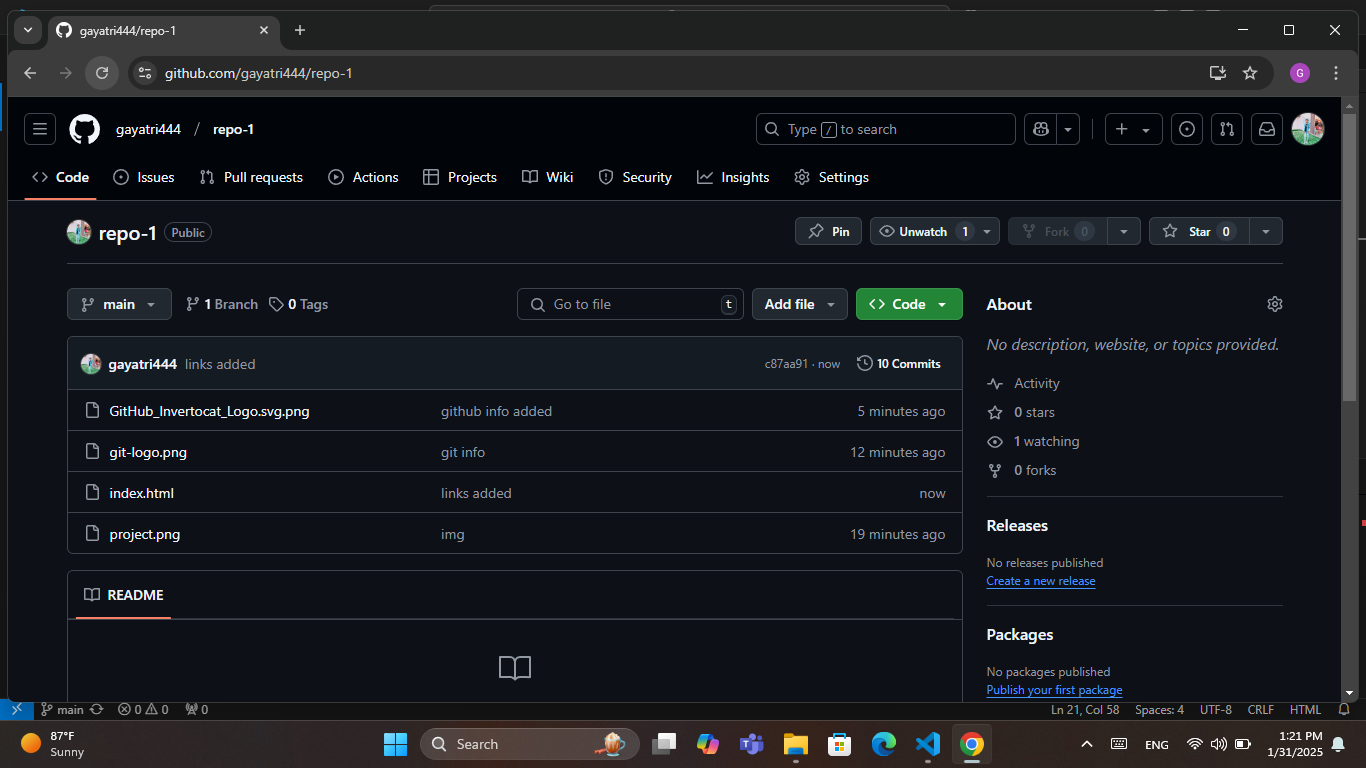 gayatri444/repo-1
github.com/gayatri444/repo-1
G
gayatri444 / repo-1
Type / to search
Code Issues Pull requests Actions Projects Wiki Security Insights Settings
repo-1 Public
Pin Unwatch 1 Fork 0 Star 0
main 1 Branch 0 Tags
Go to file t Add file Code
gayatri444 links added c87aa91 · now 10 Commits
GitHub_Invertocat_Logo.svg.png github info added 5 minutes ago
git-logo.png git info 12 minutes ago
index.html links added now
project.png img 19 minutes ago
README
About
No description, website, or topics provided.
Activity
0 stars
1 watching
0 forks
Releases
No releases published
Create a new release
Packages
No packages published
Publish your first package
main 0 0 0 Ln 21, Col 58 Spaces: 4 UTF-8 CRLF HTML
87°F
Sunny
Search
ENG
1:21 PM
1/31/2025